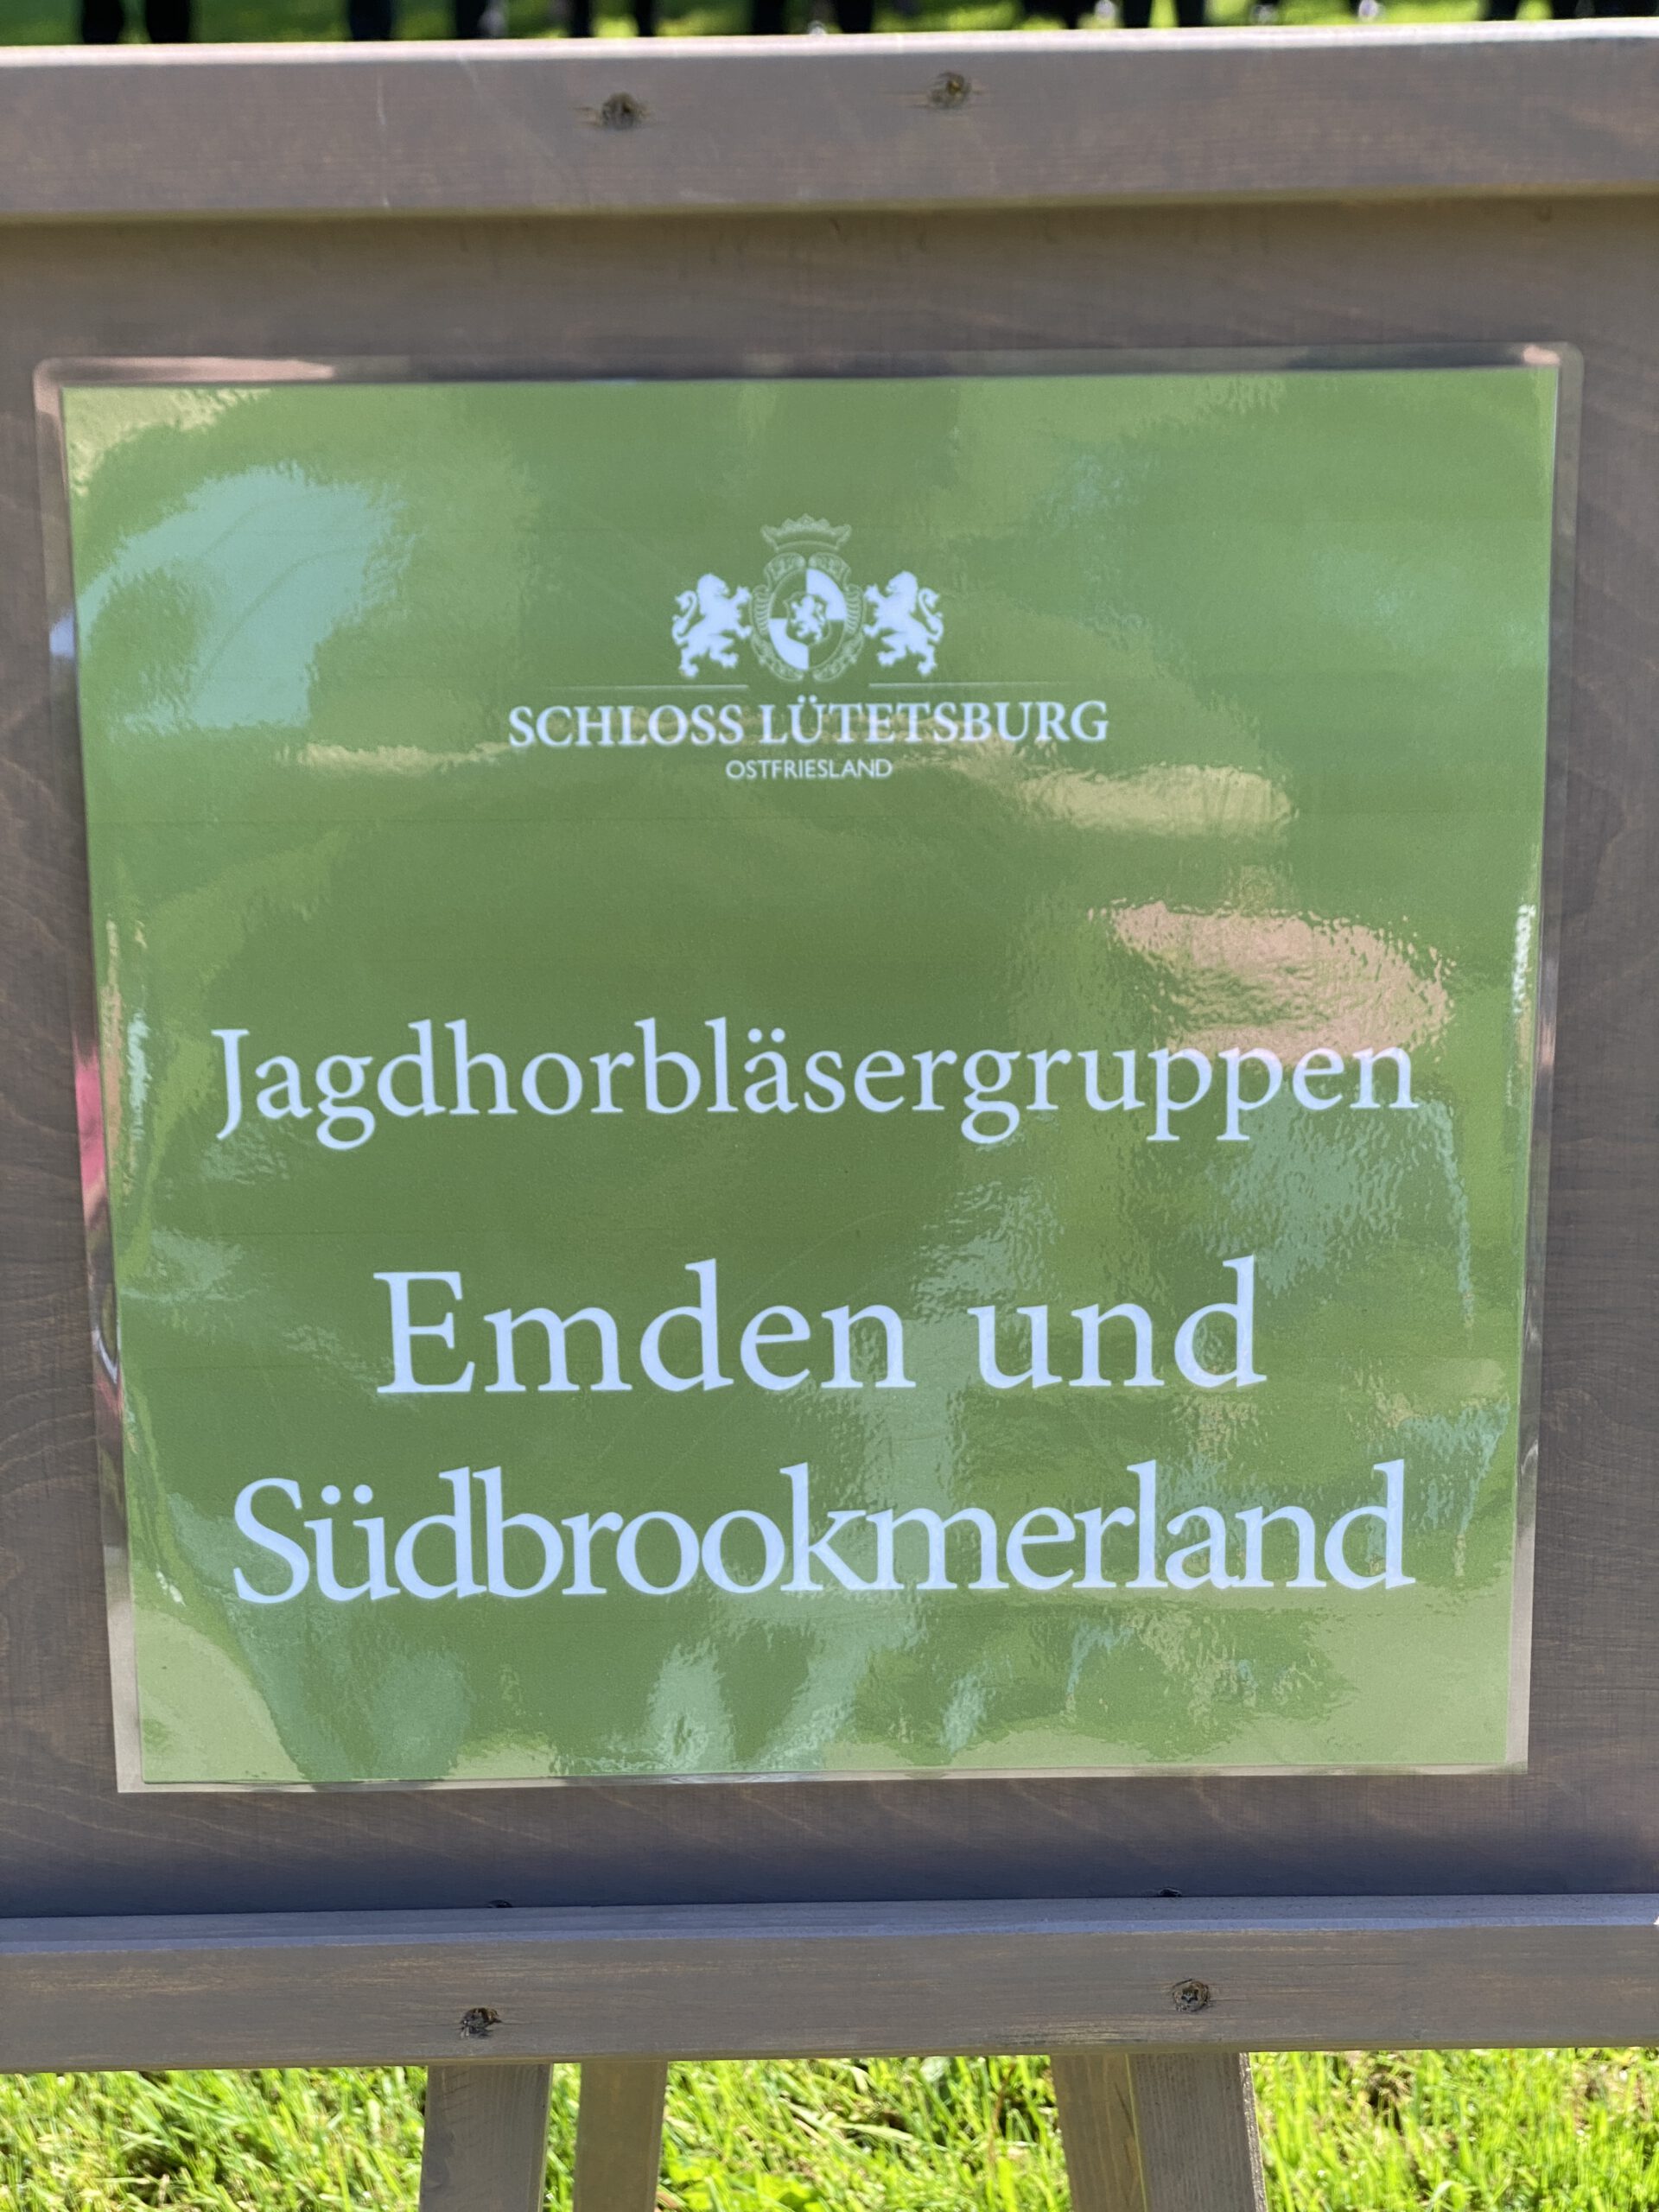 SCHLOSS LÜTETSBURG
OSTFRIESLAND
Jagdhorbläsergruppen
Emden und
Südbrookmerland